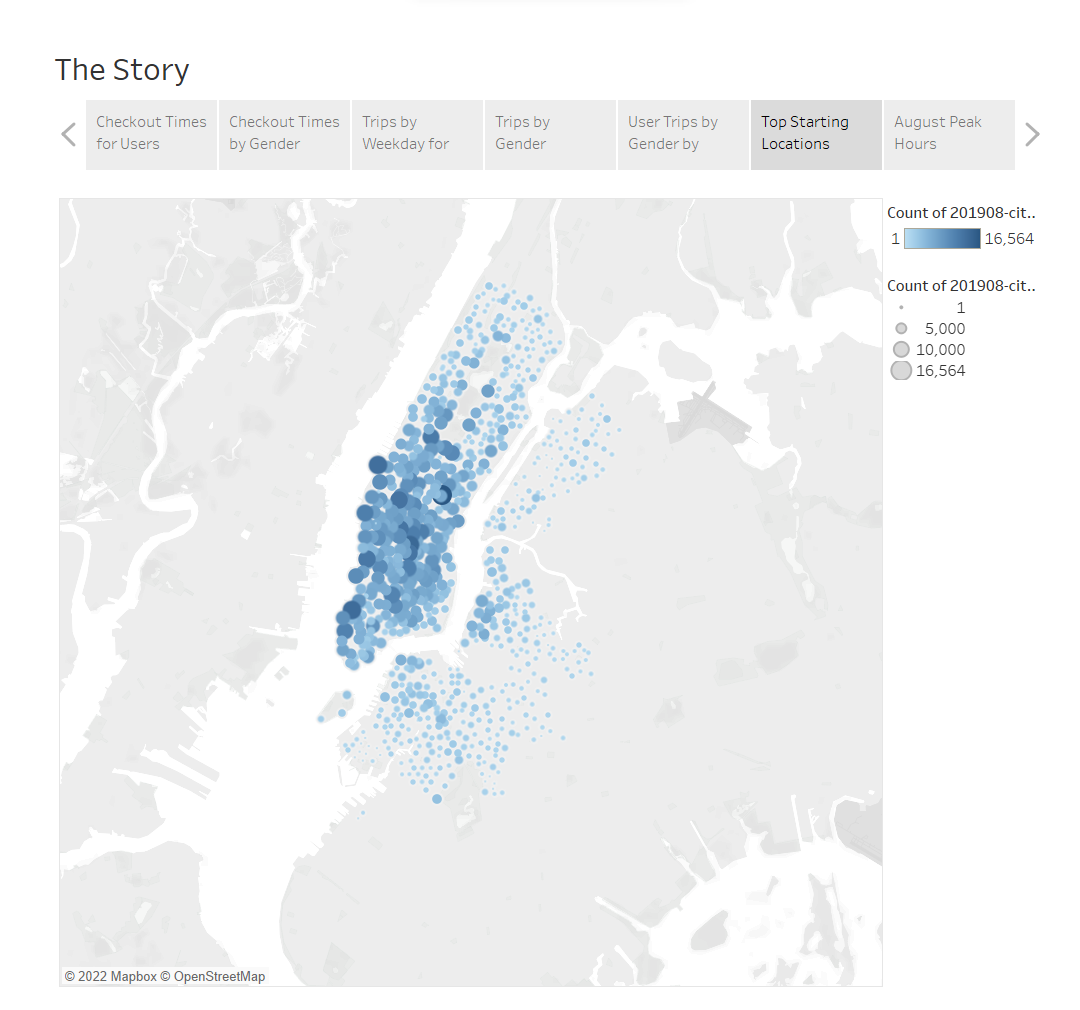 The Story
Checkout Times
for Users
Checkout Times
by Gender
Trips by
Weekday for
Trips by
Gender
User Trips by
Gender by
Top Starting
Locations
August Peak
Hours
Count of 201908-cit..
1
16,564
Count of 201908-cit..
1
5,000
10,000
16,564
© 2022 Mapbox © OpenStreetMap